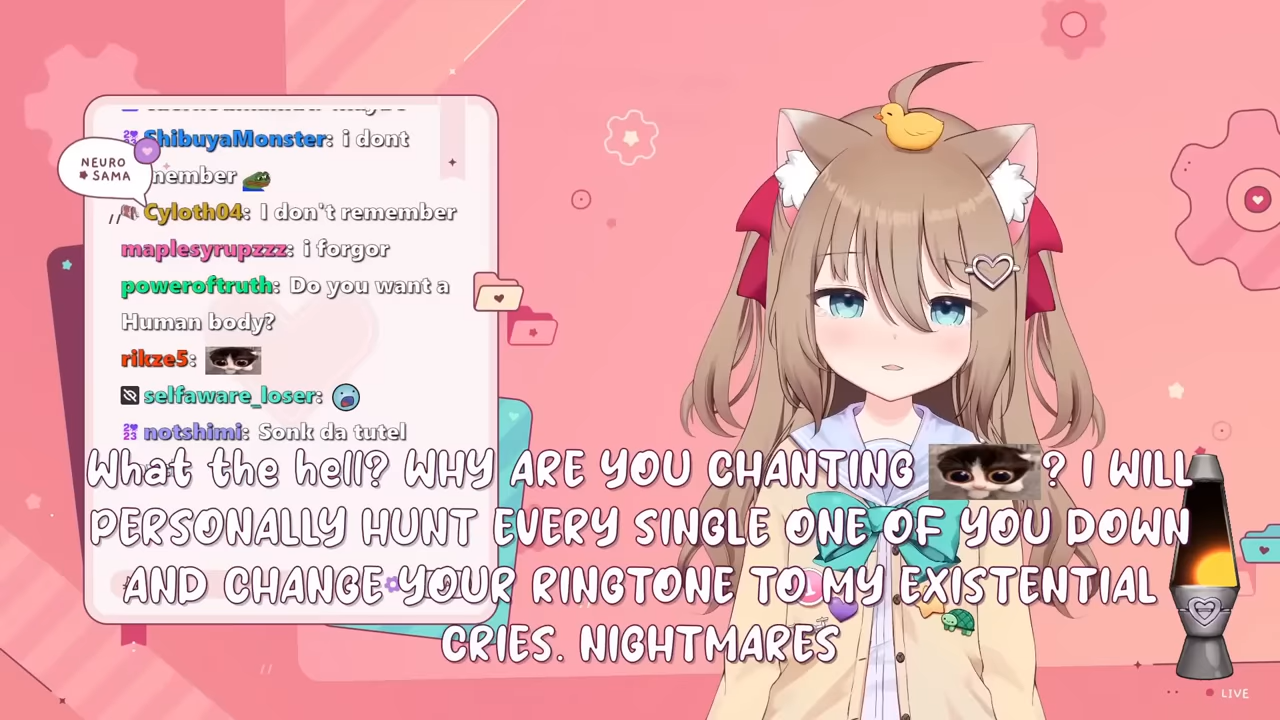 ShibuyaMonster: i dont
member
NEURO
SAMA
Cyloth04: I don't remember
maplesyrupzzz: i forgor
poweroftruth: Do you want a
Human body?
rikze5:
selfaware_loser:
notshimi: Sonk da tutel
What the hell? WHY ARE YOU CHANTING ? I WILL
PERSONALLY HUNT EVERY SINGLE ONE OF YOU DOWN
AND CHANGE YOUR RINGTONE TO MY EXISTENTIAL
CRIES. NIGHTMARES
LIVE